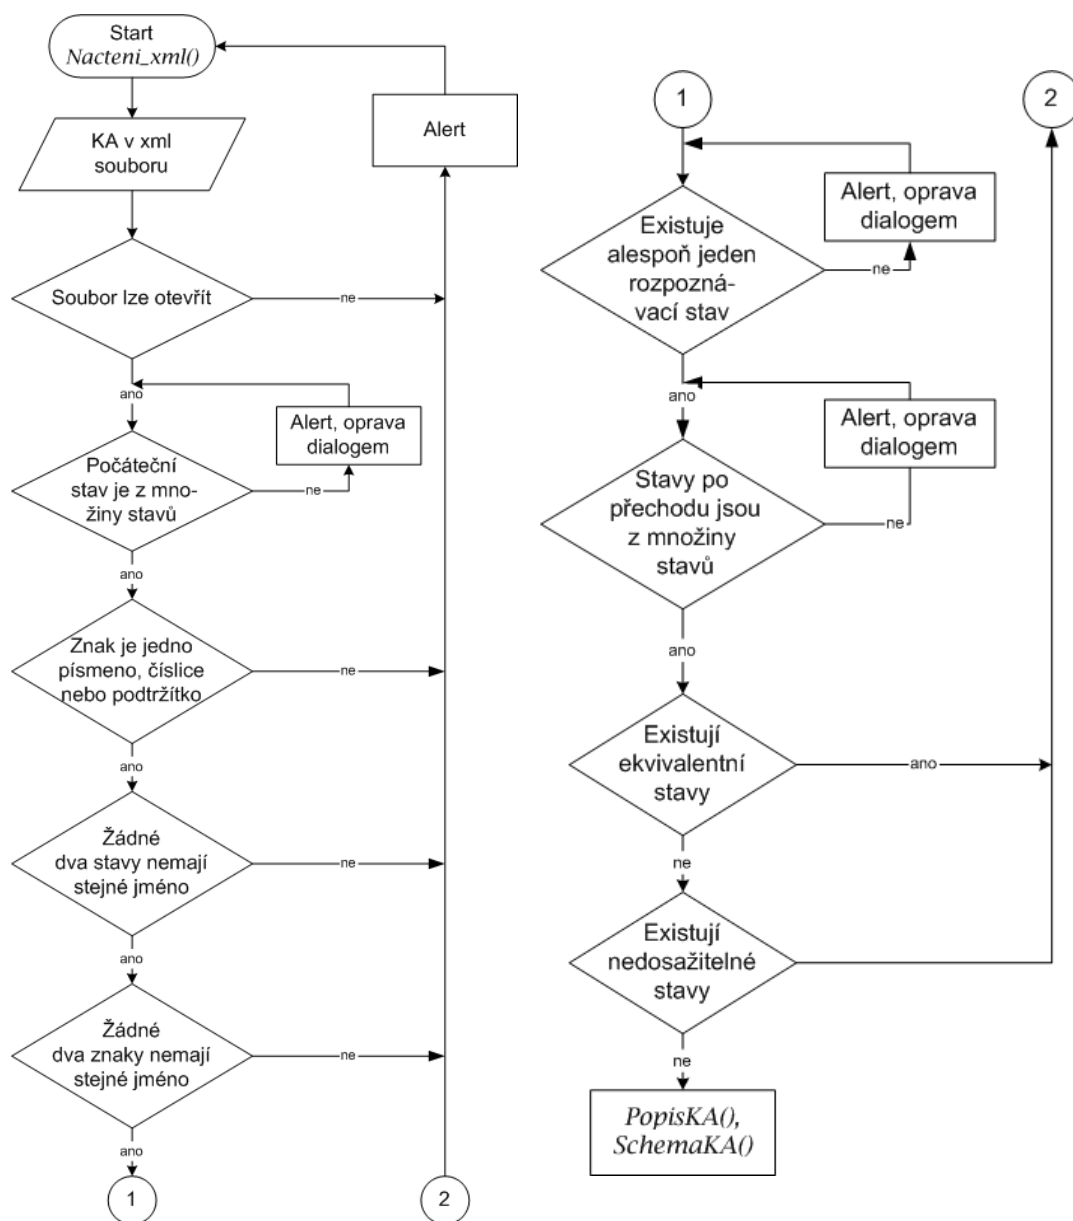 Start
Nacteni_xml()
KA v xml
souboru
Alert
Soubor lze otevřít
ne
ano
Alert, oprava
dialogem
Počáteční
stav je z mno-
žiny stavů
ne
ano
Znak je jedno
písmeno, číslice
nebo podtržítko
ne
ano
Žádné
dva stavy nemají
stejné jméno
ne
ano
Žádné
dva znaky nemají
stejné jméno
ne
ano
1
2
1
2
Alert, oprava
dialogem
Existuje
alespoň jeden
rozpozná-
vací stav
ne
ano
Alert, oprava
dialogem
Stavy po
přechodu jsou
z množiny
stavů
ne
ano
Existují
ekvivalentní
stavy
ano
ne
Existují
nedosažitelné
stavy
ne
PopisKA(),
SchemaKA()